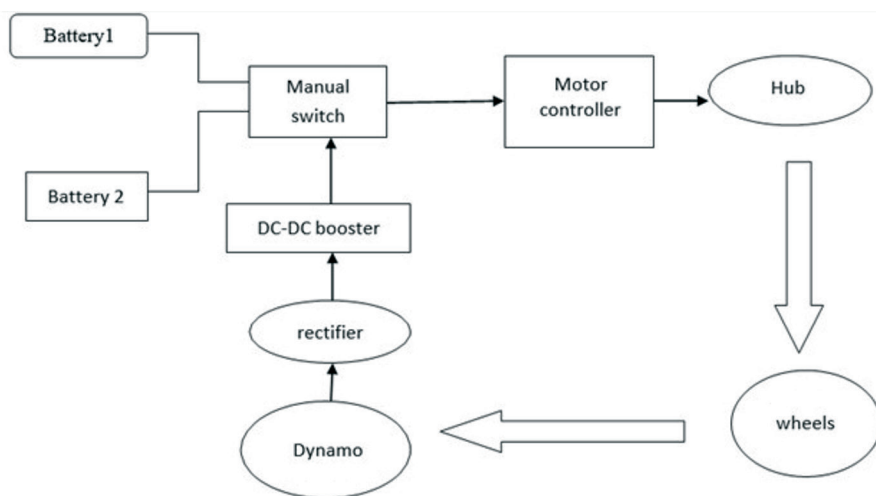 Battery1
Manual
switch
Motor
controller
Hub
Battery 2
DC-DC booster
rectifier
wheels
Dynamo